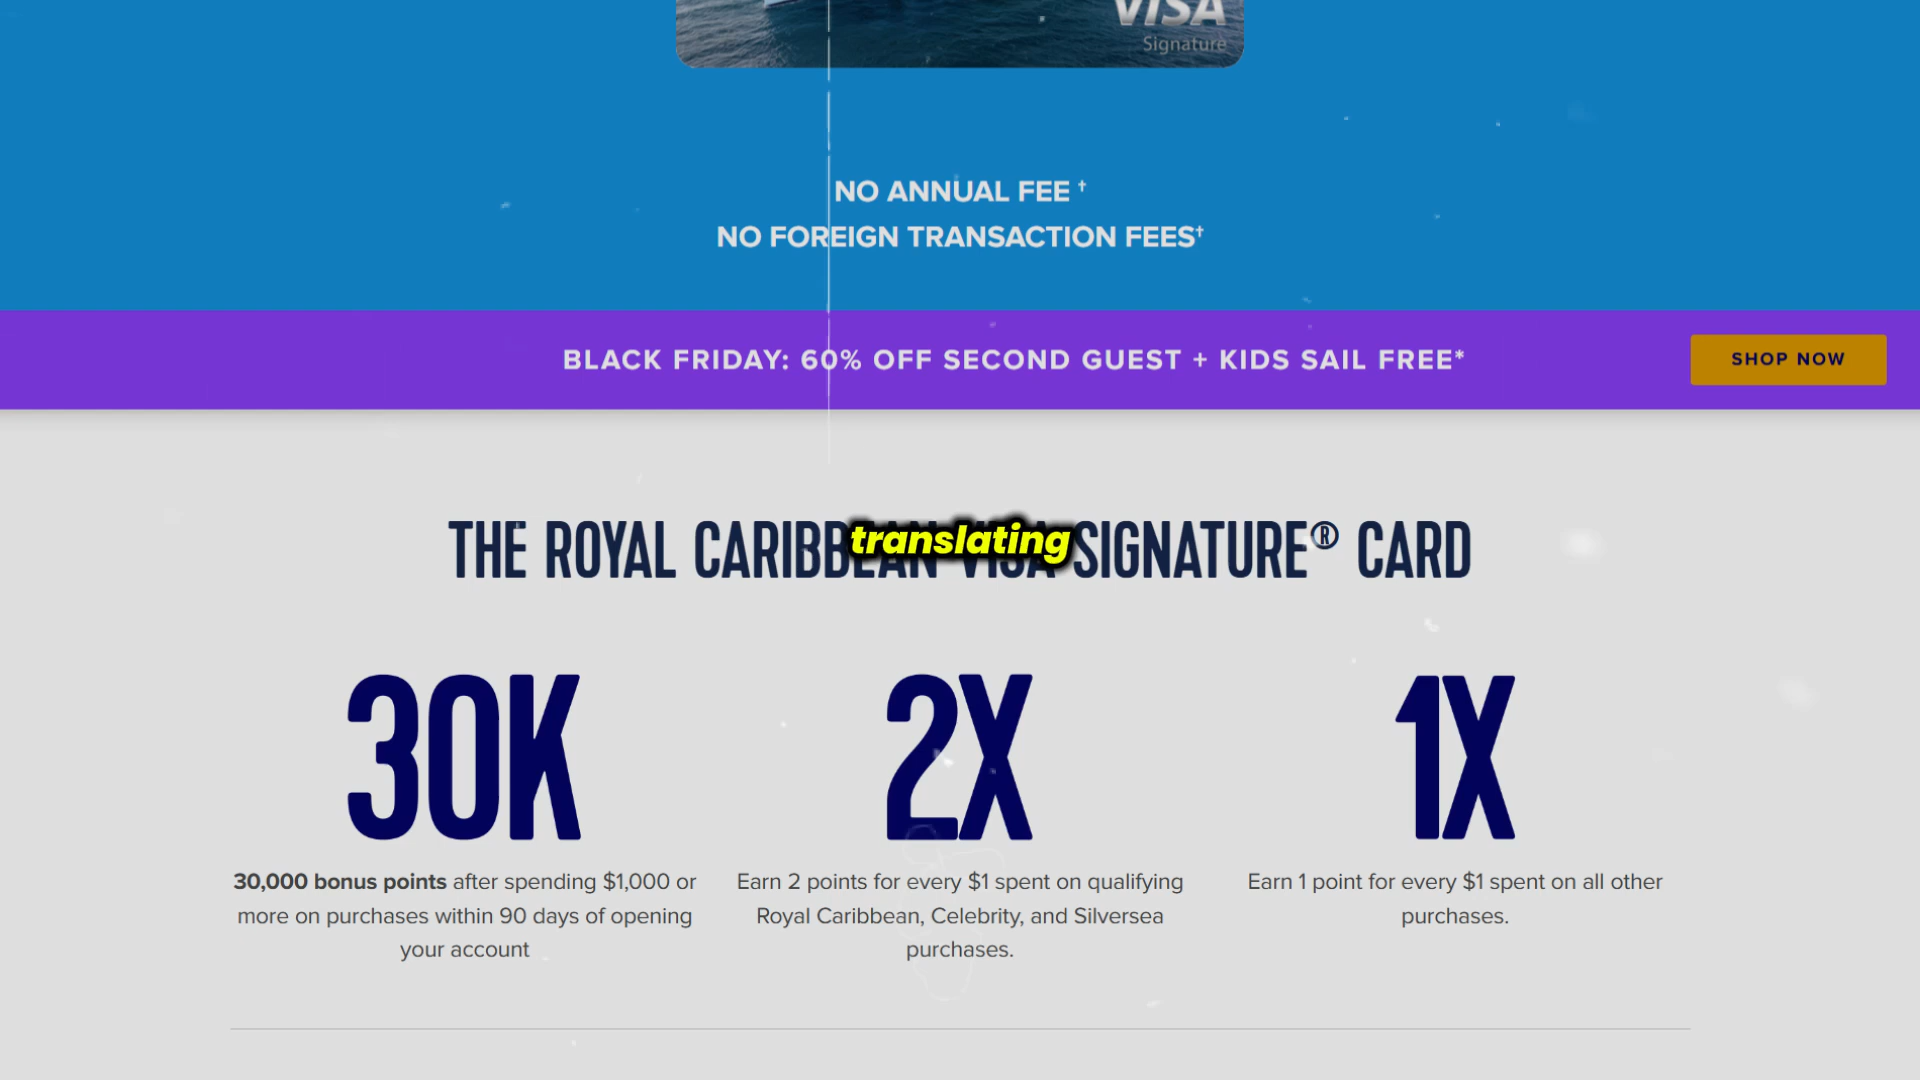 VISA
Signature
NO ANNUAL FEE †
NO FOREIGN TRANSACTION FEES†
BLACK FRIDAY: 60% OFF SECOND GUEST + KIDS SAIL FREE*
SHOP NOW
THE ROYAL CARIBBEAN VISA SIGNATURE® CARD
translating
30K
2X
1X
30,000 bonus points after spending $1,000 or
more on purchases within 90 days of opening
your account
Earn 2 points for every $1 spent on qualifying
Royal Caribbean, Celebrity, and Silversea
purchases.
Earn 1 point for every $1 spent on all other
purchases.